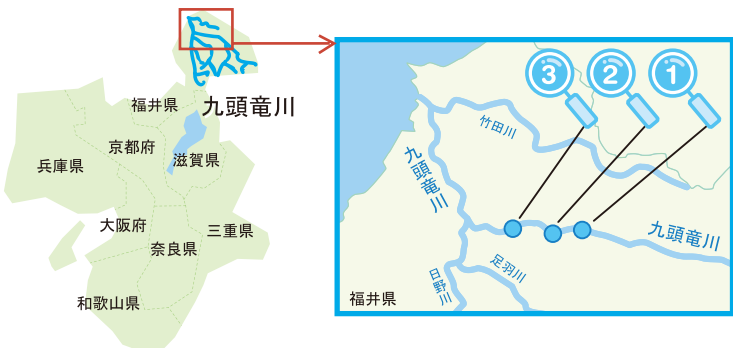 福井県
九頭竜川
京都府
滋賀県
兵庫県
大阪府
三重県
奈良県
和歌山県
3
2
1
竹田川
九頭竜川
九頭竜川
足羽川
日野川
福井県